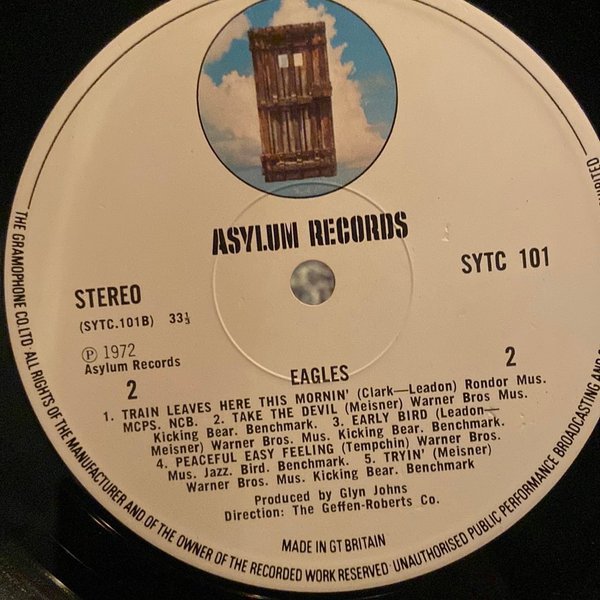 ASYLUM RECORDS
SYTC 101
STEREO
(SYTC.101B) 33⅓
Ⓟ 1972
Asylum Records
2
2
EAGLES
1. TRAIN LEAVES HERE THIS MORNIN' (Clark—Leadon) Rondor Mus.
MCPS. NCB. 2. TAKE THE DEVIL (Meisner) Warner Bros Mus.
Kicking Bear. Benchmark. 3. EARLY BIRD (Leadon—
Meisner) Warner Bros. Mus. Kicking Bear. Benchmark.
4. PEACEFUL EASY FEELING (Tempchin) Warner Bros.
Mus. Jazz. Bird. Benchmark. 5. TRYIN' (Meisner)
Warner Bros. Mus. Kicking Bear. Benchmark
Produced by Glyn Johns
Direction: The Geffen-Roberts Co.
MADE IN GT BRITAIN
THE GRAMOPHONE CO.LTD · ALL RIGHTS OF THE MANUFACTURER AND OF THE OWNER OF THE RECORDED WORK RESERVED · UNAUTHORISED PUBLIC PERFORMANCE BROADCASTING AND